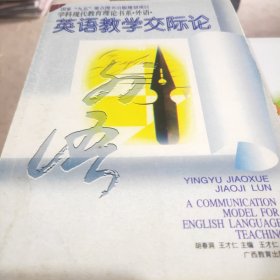 国家“九五”重点图书出版规划项目
学科现代教育理论书系·外语·
英语教学交际论
英语
YINGYU JIAOXUE
JIAOJI LUN
A COMMUNICATION
MODEL FOR
ENGLISH LANGUAGE
TEACHING
胡春洞 王才仁 主编 王才仁
广西教育出版